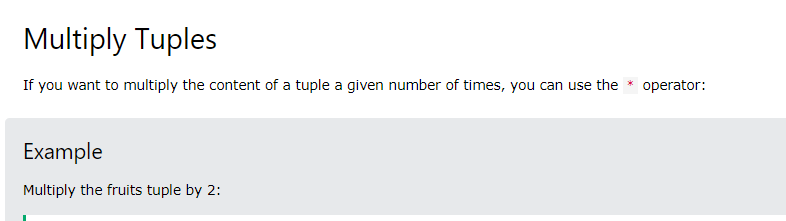 Multiply Tuples
If you want to multiply the content of a tuple a given number of times, you can use the * operator:
Example
Multiply the fruits tuple by 2: